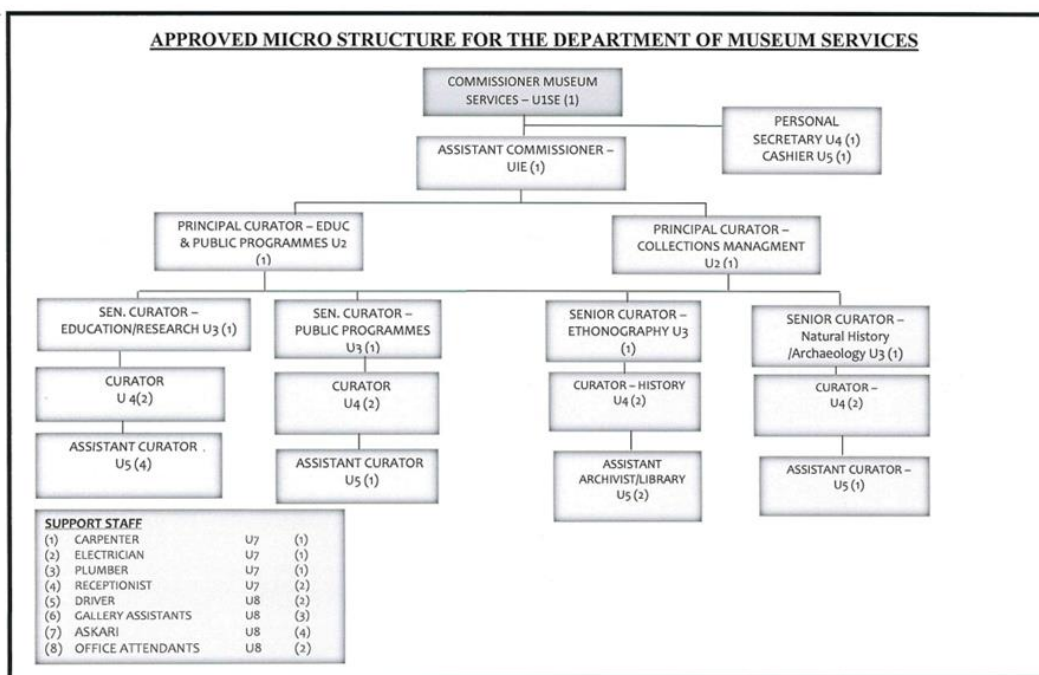 APPROVED MICRO STRUCTURE FOR THE DEPARTMENT OF MUSEUM SERVICES
COMMISSIONER MUSEUM
SERVICES – U1SE (1)
PERSONAL
SECRETARY U4 (1)
CASHIER U5 (1)
ASSISTANT COMMISSIONER –
UIE (1)
PRINCIPAL CURATOR – EDUC
& PUBLIC PROGRAMMES U2
(1)
PRINCIPAL CURATOR –
COLLECTIONS MANAGMENT
U2 (1)
SEN. CURATOR –
EDUCATION/RESEARCH U3 (1)
SEN. CURATOR –
PUBLIC PROGRAMMES
U3 (1)
SENIOR CURATOR –
ETHONOGRAPHY U3
(1)
SENIOR CURATOR –
Natural History
/Archaeology U3 (1)
CURATOR
U 4(2)
CURATOR
U4 (2)
CURATOR – HISTORY
U4 (2)
CURATOR –
U4 (2)
ASSISTANT CURATOR
U5 (4)
ASSISTANT CURATOR
U5 (1)
ASSISTANT
ARCHIVIST/LIBRARY
U5 (2)
ASSISTANT CURATOR –
U5 (1)
SUPPORT STAFF
(1) CARPENTER U7 (1)
(2) ELECTRICIAN U7 (1)
(3) PLUMBER U7 (1)
(4) RECEPTIONIST U7 (2)
(5) DRIVER U8 (2)
(6) GALLERY ASSISTANTS U8 (3)
(7) ASKARI U8 (4)
(8) OFFICE ATTENDANTS U8 (2)